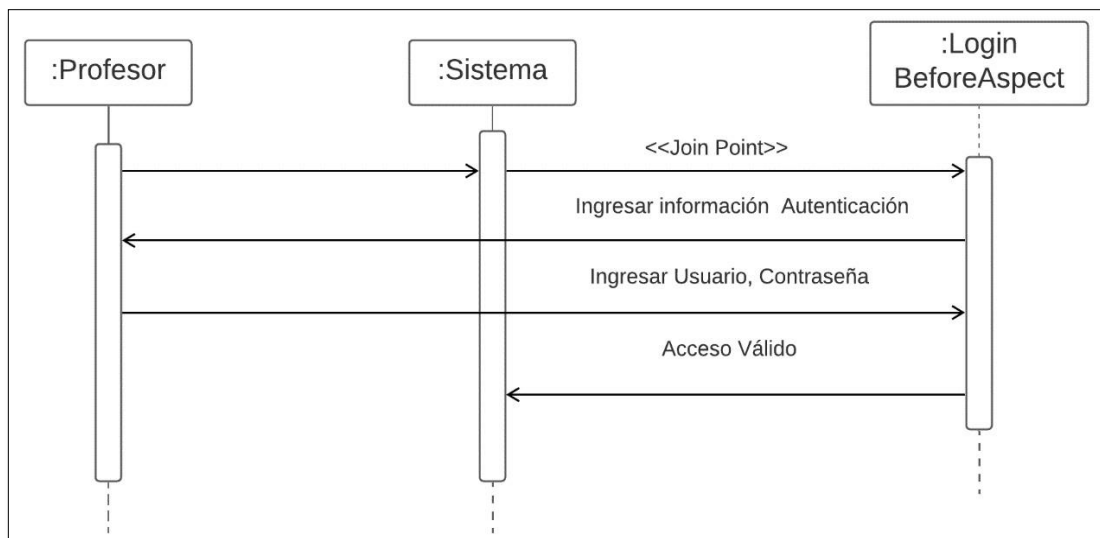 :Profesor
:Sistema
:Login
BeforeAspect
<<Join Point>>
Ingresar información Autenticación
Ingresar Usuario, Contraseña
Acceso Válido